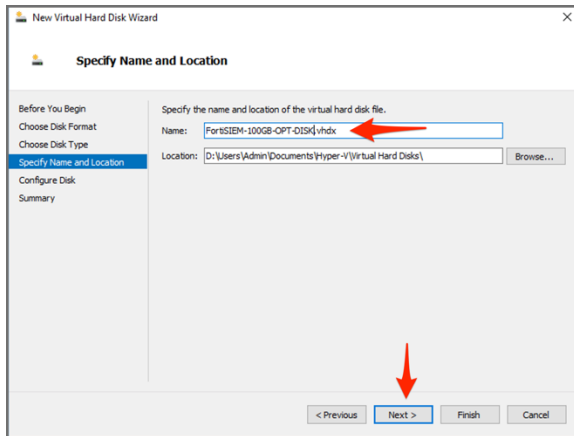 New Virtual Hard Disk Wizard
Specify Name and Location
Before You Begin
Choose Disk Format
Choose Disk Type
Specify Name and Location
Configure Disk
Summary
Specify the name and location of the virtual hard disk file.
Name: FortiSIEM-100GB-OPT-DISK.vhdx
Location: D:\Users\Admin\Documents\Hyper-V\Virtual Hard Disks\ Browse...
< Previous Next > Finish Cancel